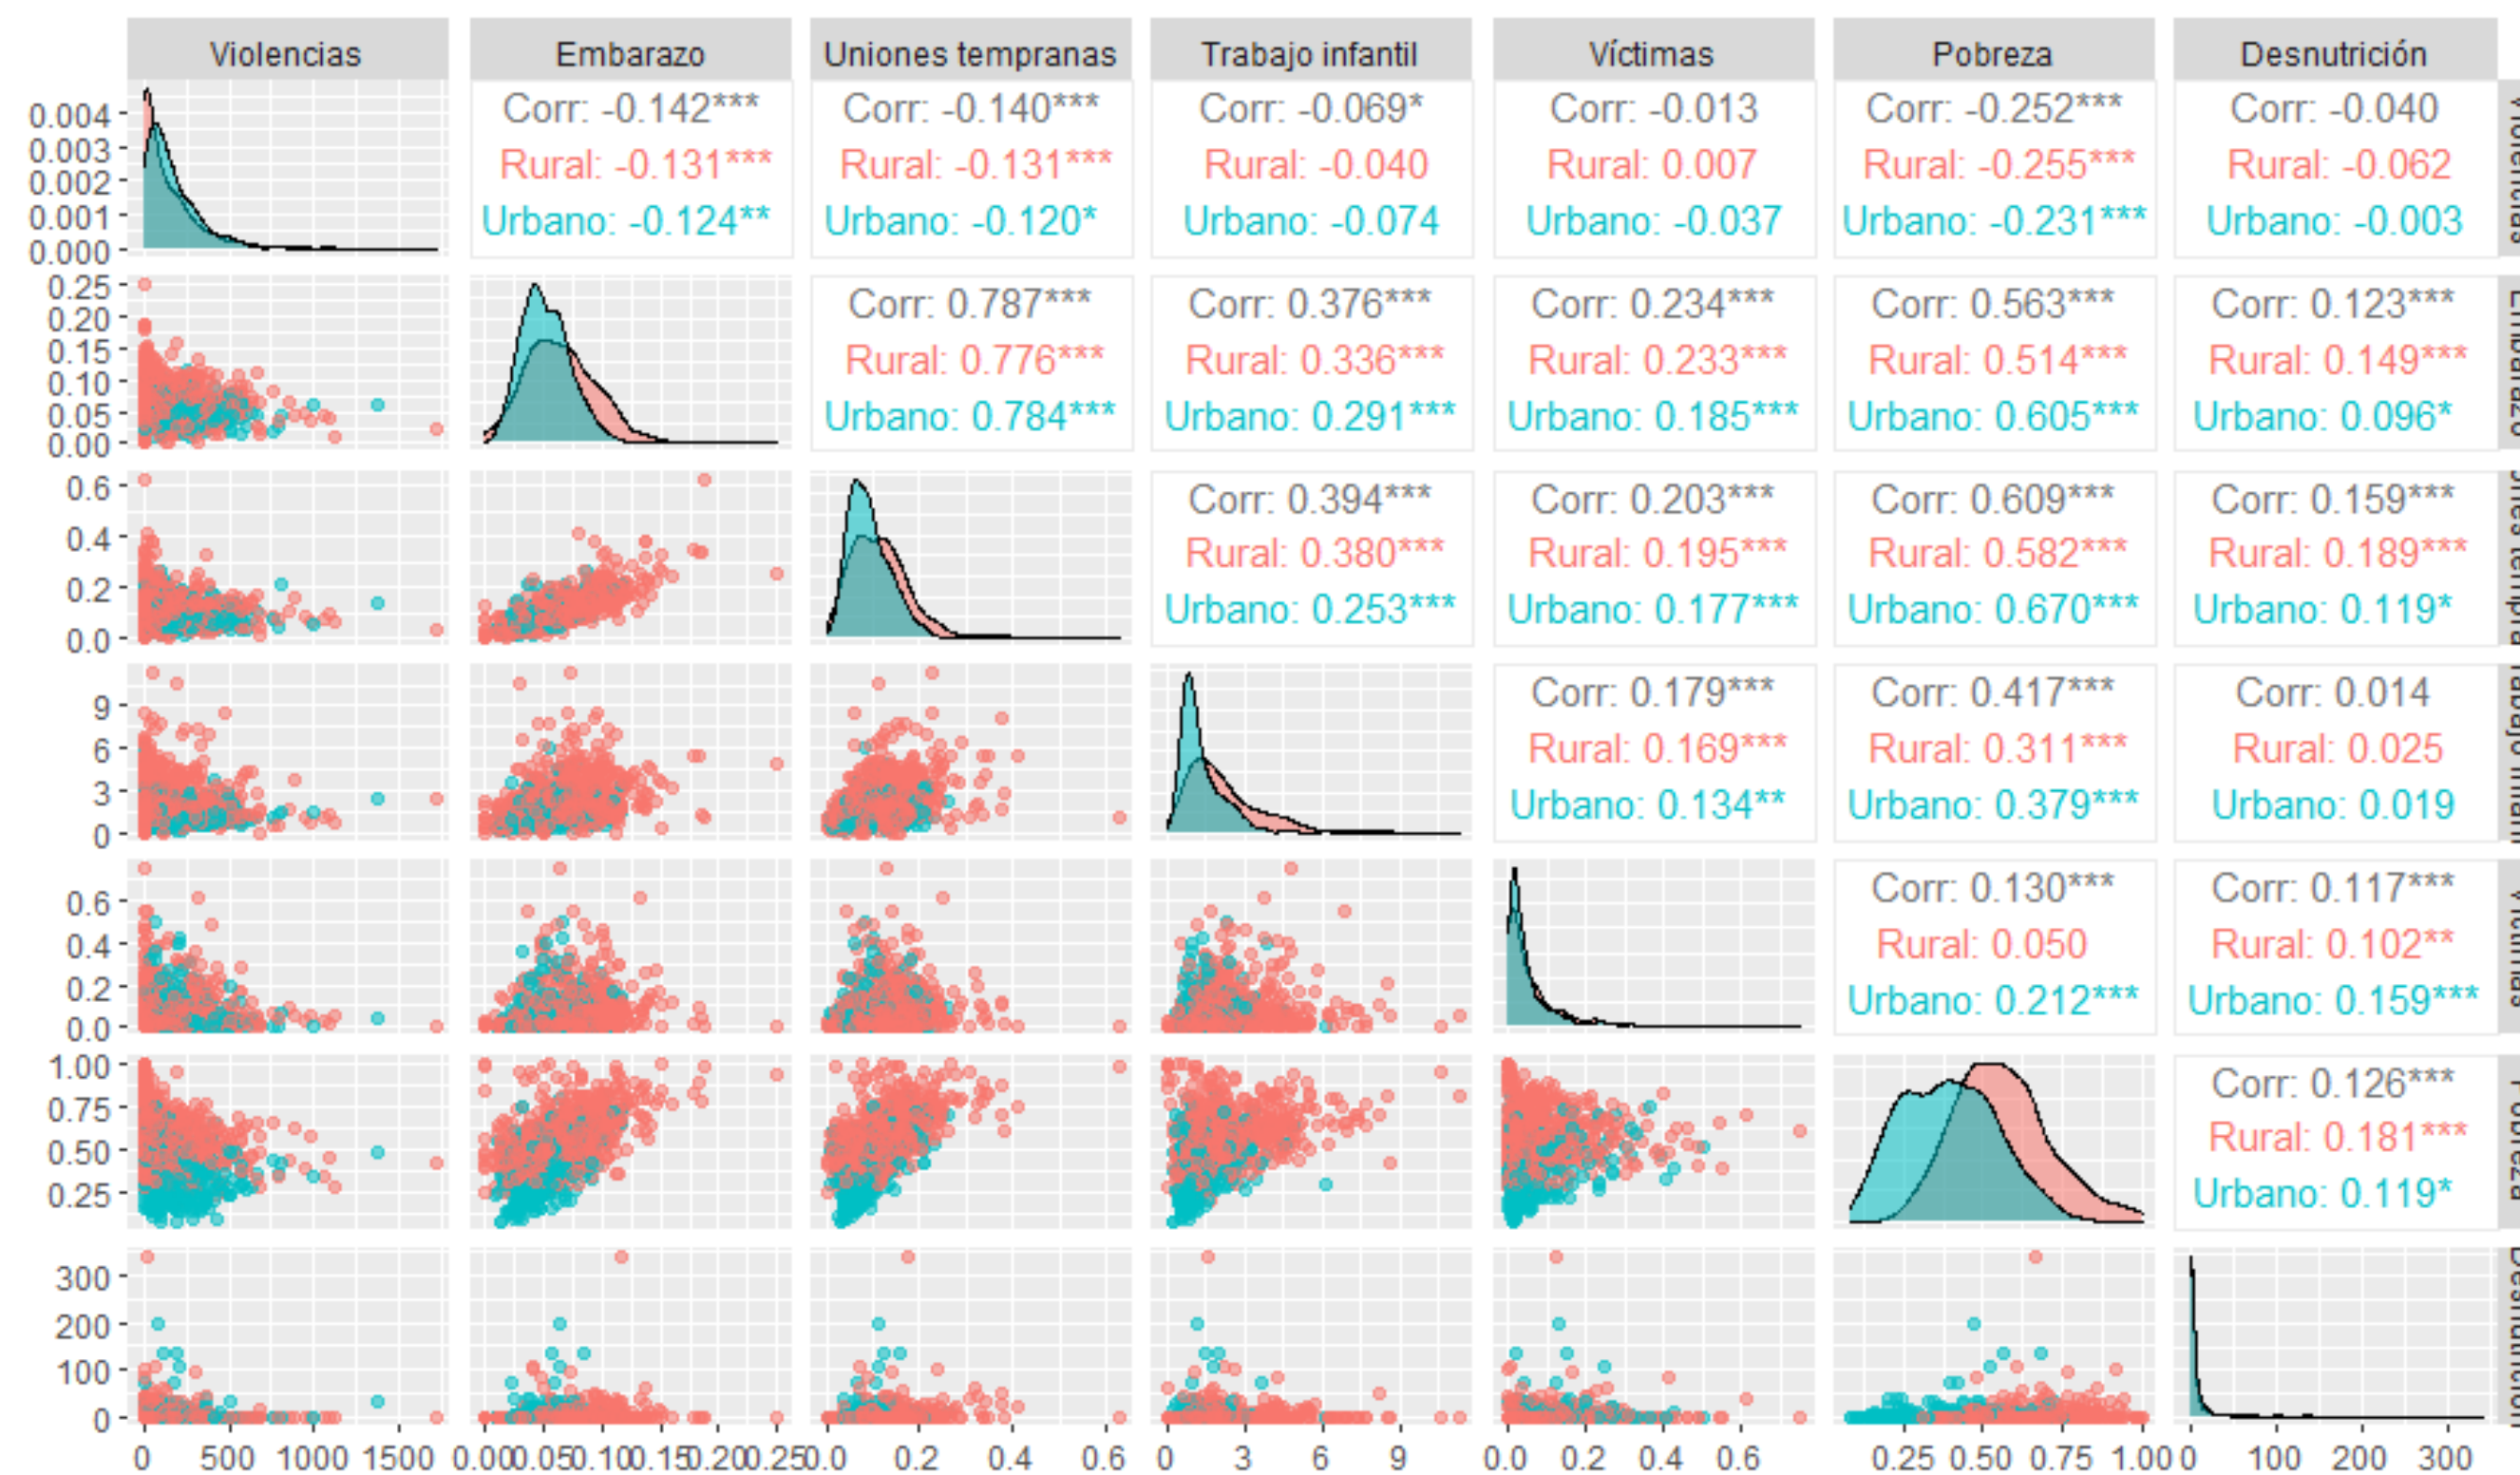 Violencias Embarazo Uniones tempranas Trabajo infantil Víctimas Pobreza Desnutrición
0.004
0.003
0.002
0.001
0.000
Corr: -0.142*** Corr: -0.140*** Corr: -0.069* Corr: -0.013 Corr: -0.252*** Corr: -0.040
Rural: -0.131*** Rural: -0.131*** Rural: -0.040 Rural: 0.007 Rural: -0.255*** Rural: -0.062
Urbano: -0.124** Urbano: -0.120* Urbano: -0.074 Urbano: -0.037 Urbano: -0.231*** Urbano: -0.003
0.25
0.20
0.15
0.10
0.05
0.00
Corr: 0.787*** Corr: 0.376*** Corr: 0.234*** Corr: 0.563*** Corr: 0.123***
Rural: 0.776*** Rural: 0.336*** Rural: 0.233*** Rural: 0.514*** Rural: 0.149***
Urbano: 0.784*** Urbano: 0.291*** Urbano: 0.185*** Urbano: 0.605*** Urbano: 0.096*
0.6
0.4
0.2
0.0
Corr: 0.394*** Corr: 0.203*** Corr: 0.609*** Corr: 0.159***
Rural: 0.380*** Rural: 0.195*** Rural: 0.582*** Rural: 0.189***
Urbano: 0.253*** Urbano: 0.177*** Urbano: 0.670*** Urbano: 0.119*
9
6
3
0
Corr: 0.179*** Corr: 0.417*** Corr: 0.014
Rural: 0.169*** Rural: 0.311*** Rural: 0.025
Urbano: 0.134** Urbano: 0.379*** Urbano: 0.019
0.6
0.4
0.2
0.0
Corr: 0.130*** Corr: 0.117***
Rural: 0.050 Rural: 0.102**
Urbano: 0.212*** Urbano: 0.159***
1.00
0.75
0.50
0.25
Corr: 0.126***
Rural: 0.181***
Urbano: 0.119*
300
200
100
0
0 500 1000 1500 0.00 0.05 0.10 0.15 0.20 0.25 0.0 0.2 0.4 0.6 0 3 6 9 0.0 0.2 0.4 0.6 0.25 0.50 0.75 1.00 0 100 200 300